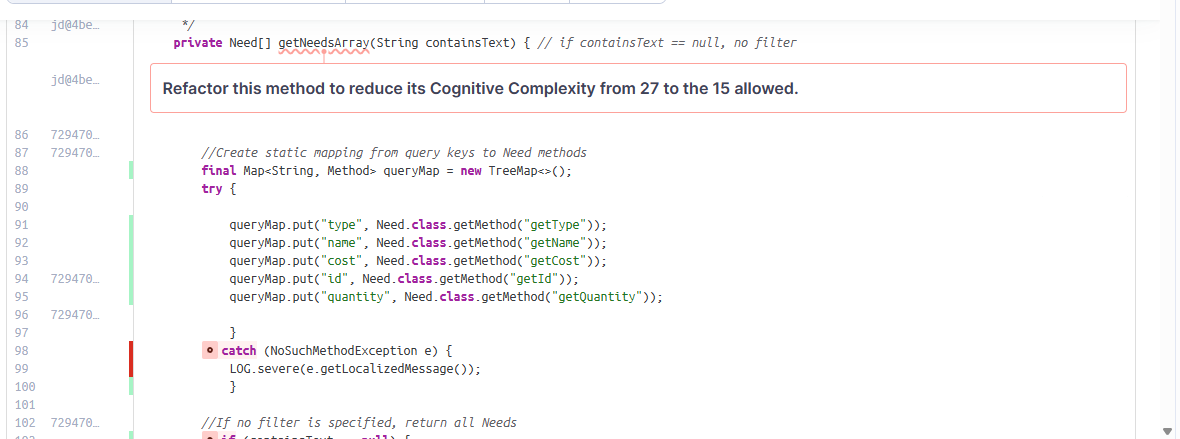 84 jd@4be… */
85 private Need[] getNeedsArray(String containsText) { // if containsText == null, no filter
jd@4be…
Refactor this method to reduce its Cognitive Complexity from 27 to the 15 allowed.
86 729470…
87 729470… //Create static mapping from query keys to Need methods
88 final Map<String, Method> queryMap = new TreeMap<>();
89 try {
90
91 queryMap.put("type", Need.class.getMethod("getType"));
92 queryMap.put("name", Need.class.getMethod("getName"));
93 queryMap.put("cost", Need.class.getMethod("getCost"));
94 729470… queryMap.put("id", Need.class.getMethod("getId"));
95 queryMap.put("quantity", Need.class.getMethod("getQuantity"));
96 729470…
97 }
98 catch (NoSuchMethodException e) {
99 LOG.severe(e.getLocalizedMessage());
100 }
101
102 729470… //If no filter is specified, return all Needs